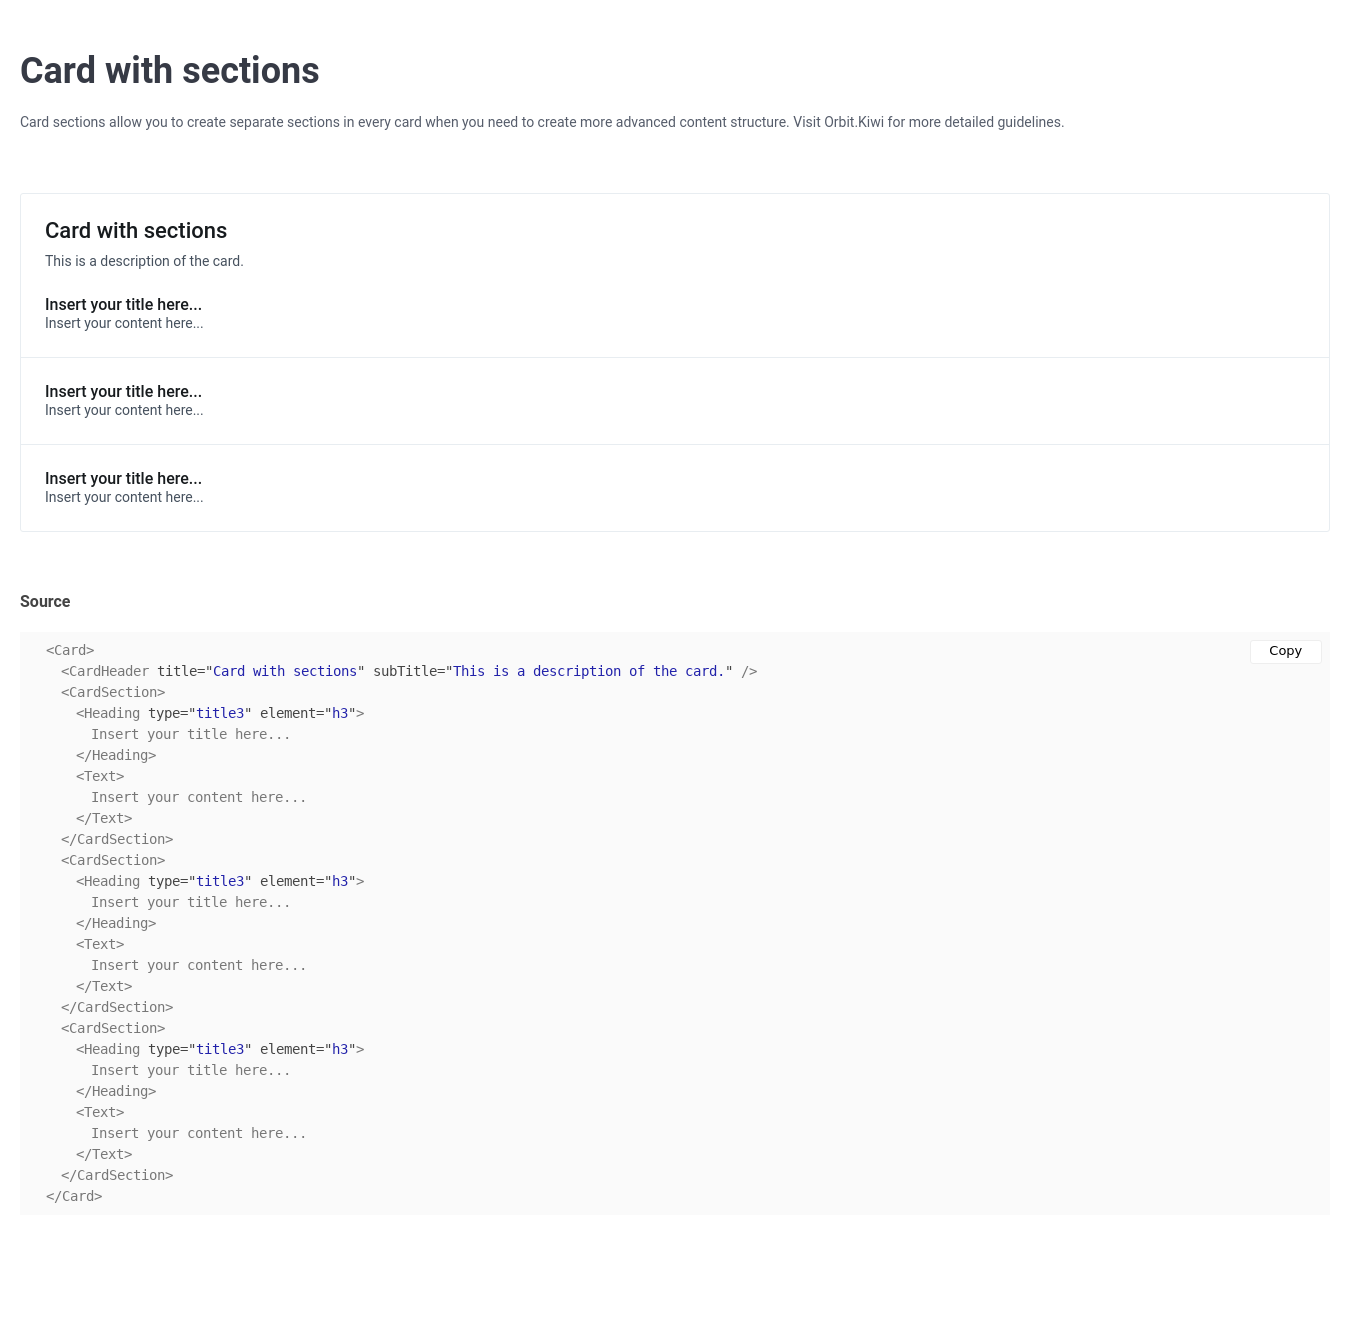 Card with sections
Card sections allow you to create separate sections in every card when you need to create more advanced content structure. Visit Orbit.Kiwi for more detailed guidelines.
Card with sections
This is a description of the card.
Insert your title here...
Insert your content here...
Insert your title here...
Insert your content here...
Insert your title here...
Insert your content here...
Source
Copy
<Card>
  <CardHeader title="Card with sections" subTitle="This is a description of the card." />
  <CardSection>
    <Heading type="title3" element="h3">
      Insert your title here...
    </Heading>
    <Text>
      Insert your content here...
    </Text>
  </CardSection>
  <CardSection>
    <Heading type="title3" element="h3">
      Insert your title here...
    </Heading>
    <Text>
      Insert your content here...
    </Text>
  </CardSection>
  <CardSection>
    <Heading type="title3" element="h3">
      Insert your title here...
    </Heading>
    <Text>
      Insert your content here...
    </Text>
  </CardSection>
</Card>